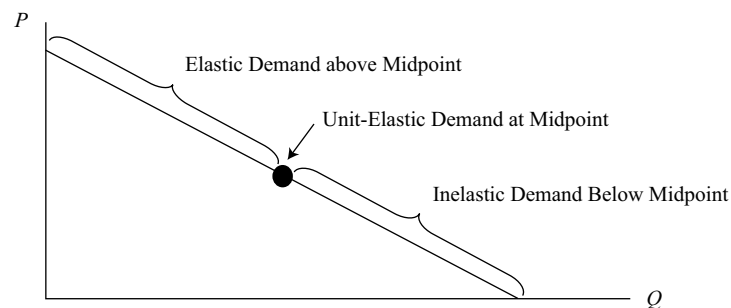 P
Elastic Demand above Midpoint
Unit-Elastic Demand at Midpoint
Inelastic Demand Below Midpoint
Q